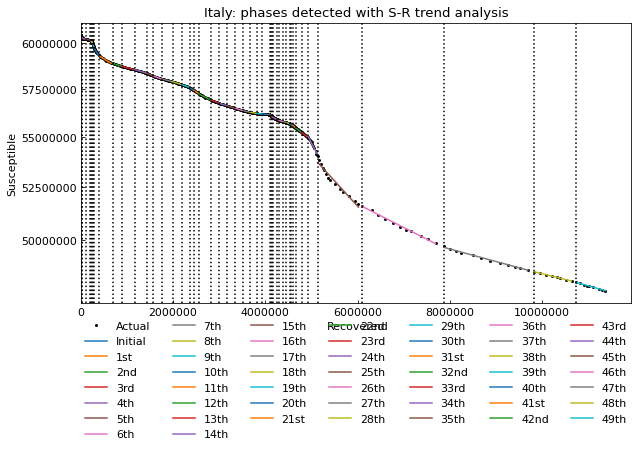 Italy: phases detected with S-R trend analysis
60000000
57500000
55000000
52500000
50000000
Susceptible
0 2000000 4000000 6000000 8000000 10000000
Recovered
Actual 7th 15th 22nd 29th 36th 43rd
Initial 8th 16th 23rd 30th 37th 44th
1st 9th 17th 24th 31st 38th 45th
2nd 10th 18th 25th 32nd 39th 46th
3rd 11th 19th 26th 33rd 40th 47th
4th 12th 20th 27th 34th 41st 48th
5th 13th 21st 28th 35th 42nd 49th
6th 14th